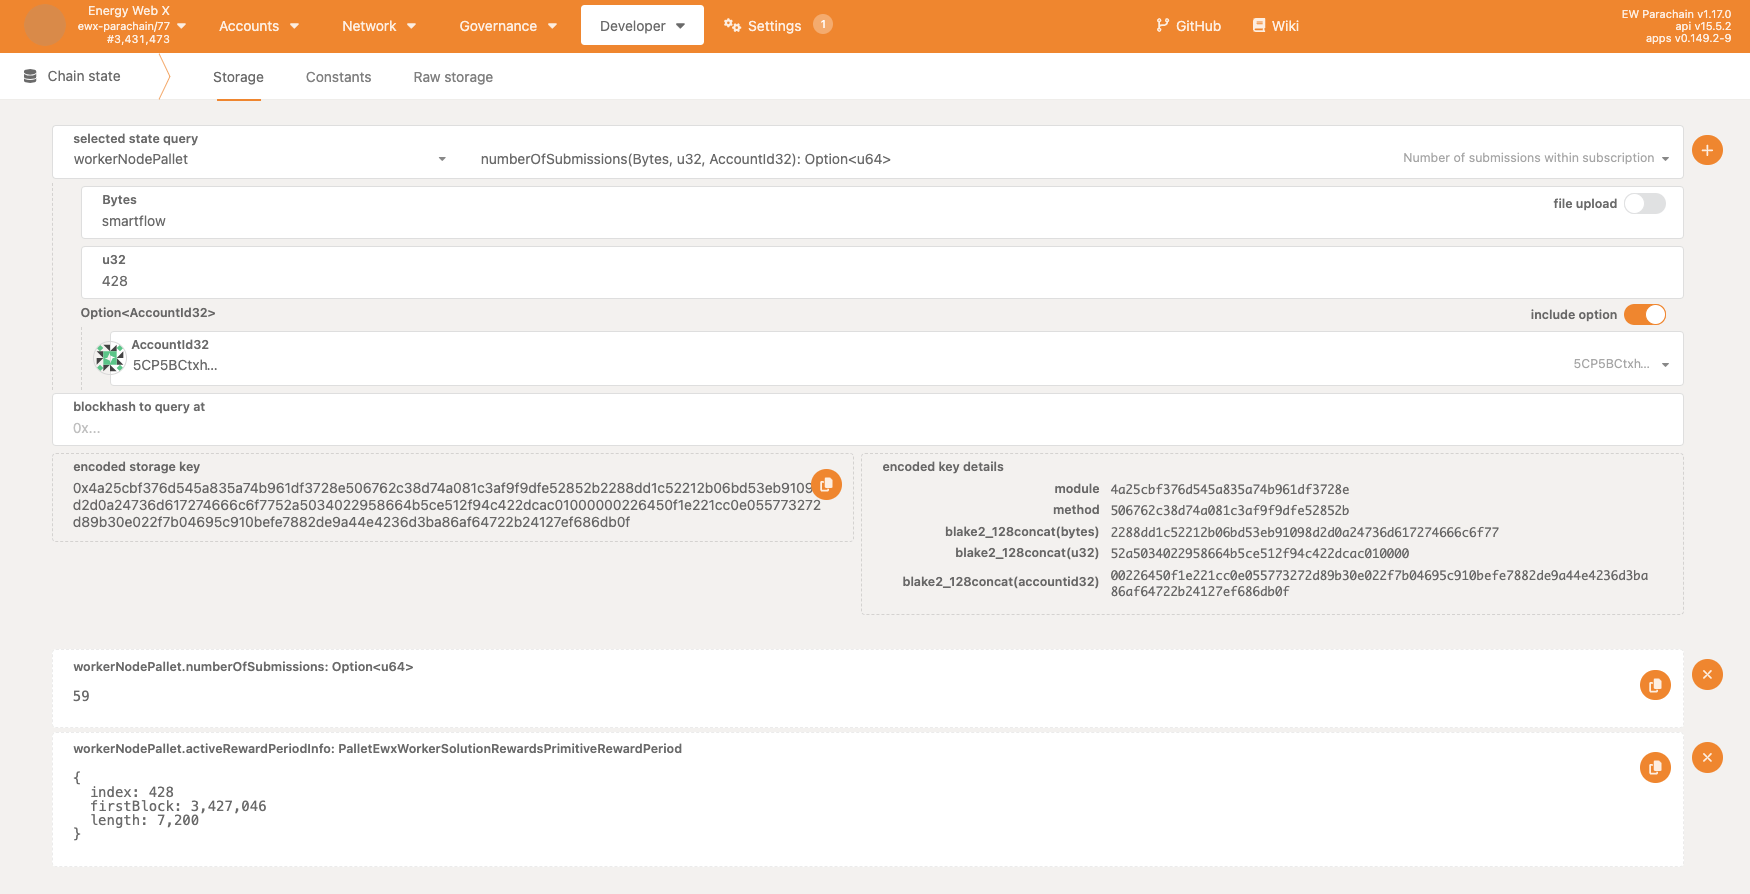 Energy Web X
ewx-parachain/77
#3,431,473
Accounts
Network
Governance
Developer
Settings
1
GitHub
Wiki
EW Parachain v1.17.0
api v15.5.2
apps v0.149.2-9
Chain state
Storage
Constants
Raw storage
selected state query
workerNodePallet
numberOfSubmissions(Bytes, u32, AccountId32): Option<u64>
Number of submissions within subscription
Bytes
smartflow
file upload
u32
428
Option<AccountId32>
include option
AccountId32
5CP5BCtxh...
5CP5BCtxh...
blockhash to query at
0x...
encoded storage key
0x4a25cbf376d545a835a74b961df3728e506762c38d74a081c3af9f9dfe52852b2288dd1c52212b06bd53eb9109
d2d0a24736d617274666c6f7752a5034022958664b5ce512f94c422dcac01000000226450f1e221cc0e055773272
d89b30e022f7b04695c910befe7882de9a44e4236d3ba86af64722b24127ef686db0f
encoded key details
module 4a25cbf376d545a835a74b961df3728e
method 506762c38d74a081c3af9f9dfe52852b
blake2_128concat(bytes) 2288dd1c52212b06bd53eb91098d2d0a24736d617274666c6f77
blake2_128concat(u32) 52a5034022958664b5ce512f94c422dcac010000
blake2_128concat(accountid32) 00226450f1e221cc0e055773272d89b30e022f7b04695c910befe7882de9a44e4236d3ba
86af64722b24127ef686db0f
workerNodePallet.numberOfSubmissions: Option<u64>
59
workerNodePallet.activeRewardPeriodInfo: PalletEwxWorkerSolutionRewardsPrimitiveRewardPeriod
{
index: 428
firstBlock: 3,427,046
length: 7,200
}